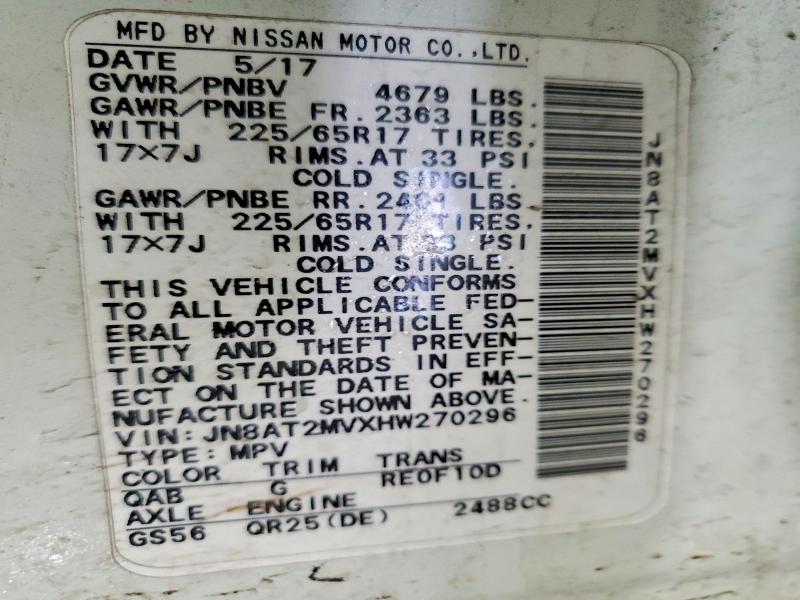 MFD BY NISSAN MOTOR CO.,LTD.
DATE 5/17
GVWR/PNBV 4679 LBS.
GAWR/PNBE FR. 2363 LBS.
WITH 225/65R17 TIRES.
17×7J RIMS. AT 33 PSI
COLD SINGLE.
GAWR/PNBE RR. LBS.
WITH 225/65R17 TIRES.
17×7J RIMS. AT 33 PSI
COLD SINGLE.
THIS VEHICLE CONFORMS
TO ALL APPLICABLE FED-
ERAL MOTOR VEHICLE SA-
FETY AND THEFT PREVEN-
TION STANDARDS IN EFF-
ECT ON THE DATE OF MA-
NUFACTURE SHOWN ABOVE.
VIN: JN8AT2MVXHW270296
TYPE: MPV
COLOR TRIM TRANS
QAB G RE0F10D
AXLE ENGINE
GS56 QR25(DE) 2488CC
JN8AT2MVXHW270296